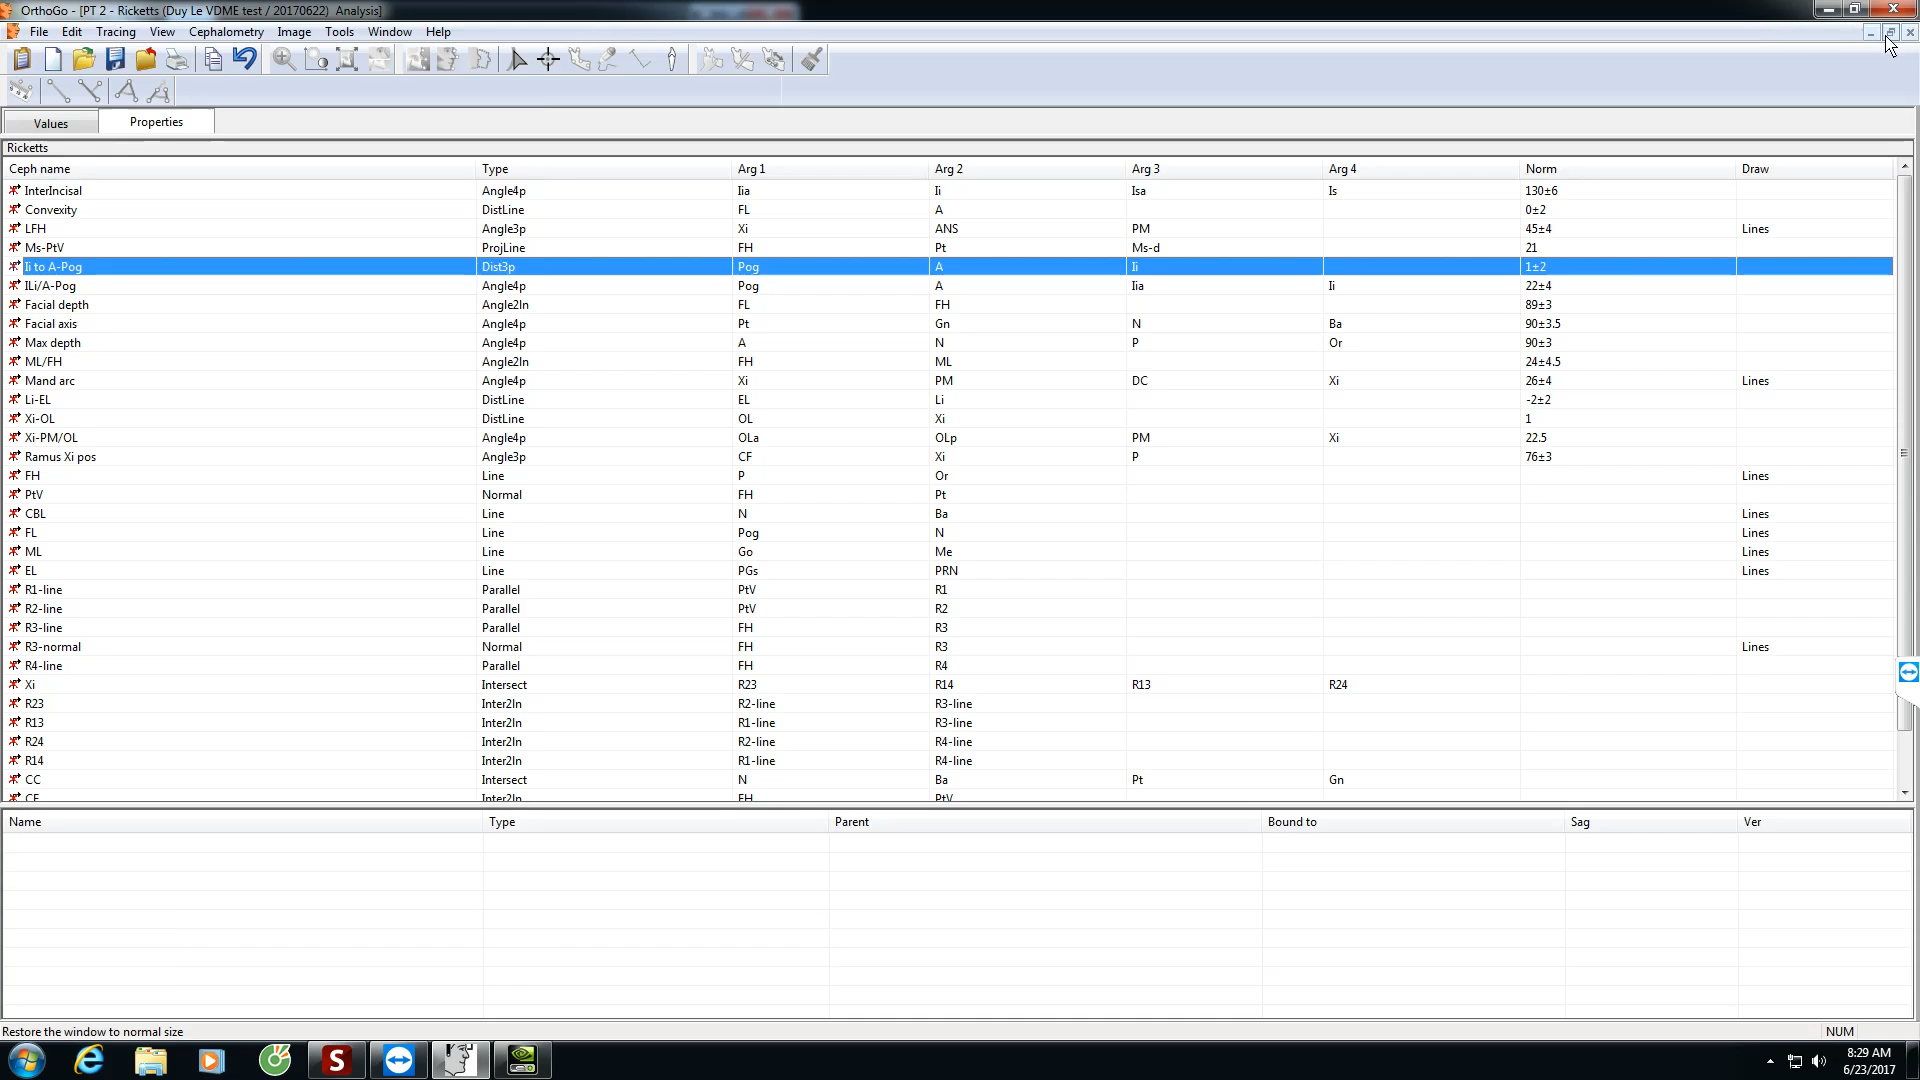 OrthoGo - [PT 2 - Ricketts (Duy Le VDME test / 20170622)  Analysis]
File Edit Tracing View Cephalometry Image Tools Window Help
Values Properties
Ricketts
Ceph name Type Arg 1 Arg 2 Arg 3 Arg 4 Norm Draw
InterIncisal Angle4p Iia Ii Isa Is 130±6
Convexity DistLine FL A 0±2
LFH Angle3p Xi ANS PM 45±4 Lines
Ms-PtV ProjLine FH Pt Ms-d 21
Ii to A-Pog Dist3p Pog A Ii 1±2
ILi/A-Pog Angle4p Pog A Iia Ii 22±4
Facial depth Angle2ln FL FH 89±3
Facial axis Angle4p Pt Gn N Ba 90±3.5
Max depth Angle4p A N P Or 90±3
ML/FH Angle2ln FH ML 24±4.5
Mand arc Angle4p Xi PM DC Xi 26±4 Lines
Li-EL DistLine EL Li -2±2
Xi-OL DistLine OL Xi 1
Xi-PM/OL Angle4p OLa OLp PM Xi 22.5
Ramus Xi pos Angle3p CF Xi P 76±3
FH Line P Or Lines
PtV Normal FH Pt
CBL Line N Ba Lines
FL Line Pog N Lines
ML Line Go Me Lines
EL Line PGs PRN Lines
R1-line Parallel PtV R1
R2-line Parallel PtV R2
R3-line Parallel FH R3
R3-normal Normal FH R3 Lines
R4-line Parallel FH R4
Xi Intersect R23 R14 R13 R24
R23 Inter2ln R2-line R3-line
R13 Inter2ln R1-line R3-line
R24 Inter2ln R2-line R4-line
R14 Inter2ln R1-line R4-line
CC Intersect N Ba Pt Gn
CF Inter2ln FH PtV
Name Type Parent Bound to Sag Ver
Restore the window to normal size NUM
8:29 AM
6/23/2017